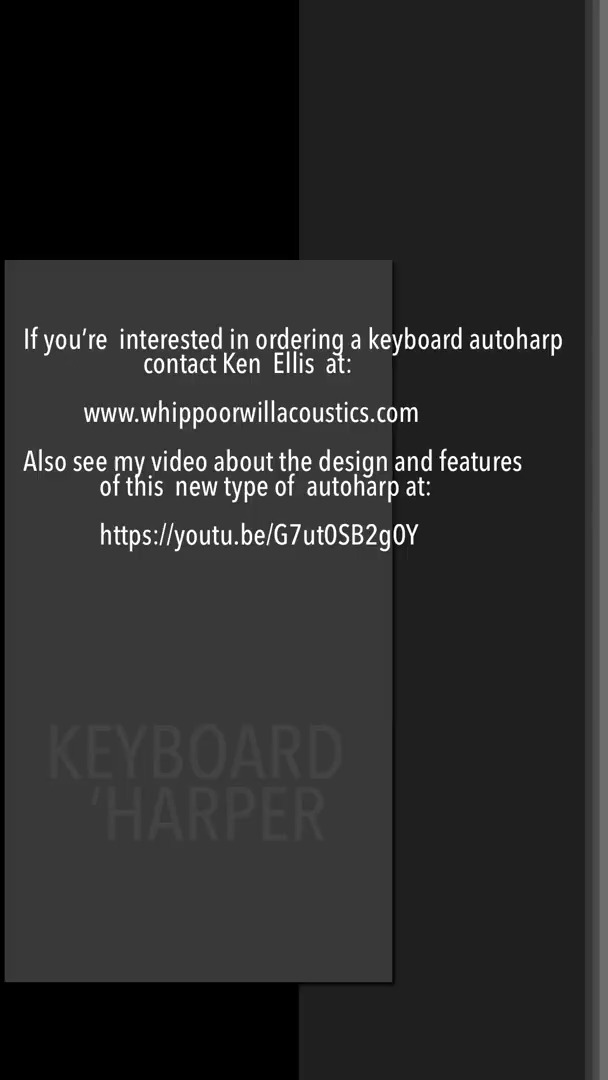 If you’re interested in ordering a keyboard autoharp
contact Ken Ellis at:
www.whippoorwillacoustics.com
Also see my video about the design and features
of this new type of autoharp at:
https://youtu.be/G7ut0SB2g0Y
KEYBOARD
‘HARPER